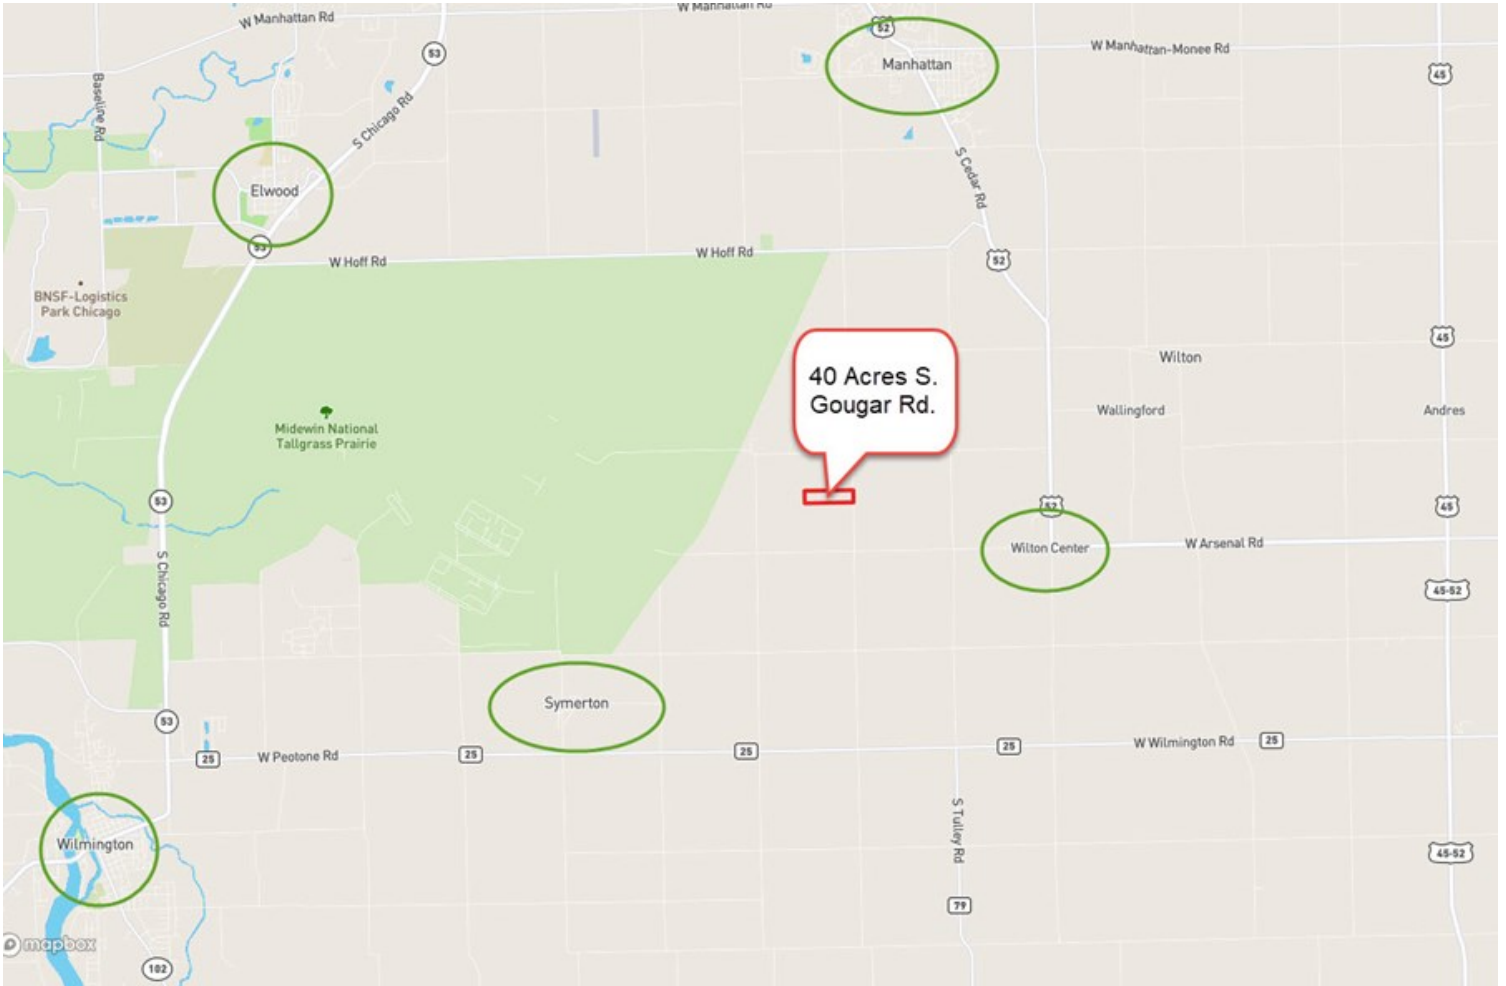 W Manhattan Rd
W Manhattan Rd
52
53
W Manhattan-Monee Rd
Manhattan
45
Baseline Rd
S Chicago Rd
S Cedar Rd
Elwood
53
W Hoff Rd
W Hoff Rd
52
BNSF-Logistics
Park Chicago
45
Wilton
40 Acres S.
Gougar Rd.
Wallingford
Andres
Midewin National
Tallgrass Prairie
53
52
45
Wilton Center
W Arsenal Rd
S Chicago Rd
45-52
Symerton
53
25
W Peotone Rd
25
25
25
W Wilmington Rd
25
S Tulley Rd
Wilmington
45-52
79
mapbox
102